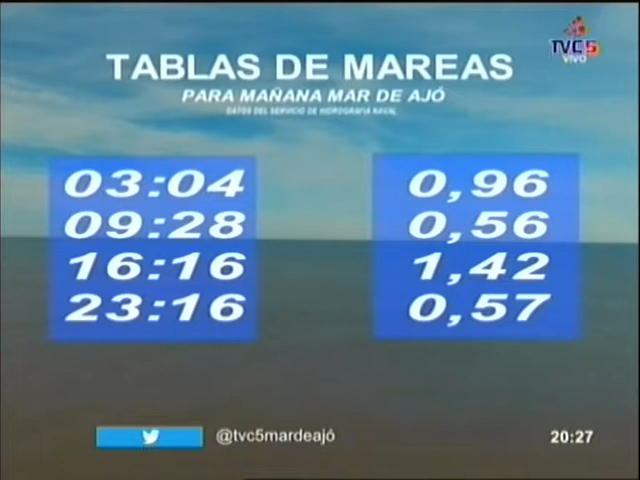 TVC5
VIVO
TABLAS DE MAREAS
PARA MAÑANA MAR DE AJÓ
DATOS DEL SERVICIO DE HIDROGRAFIA NAVAL
03:04 0,96
09:28 0,56
16:16 1,42
23:16 0,57
@tvc5mardeajó 20:27